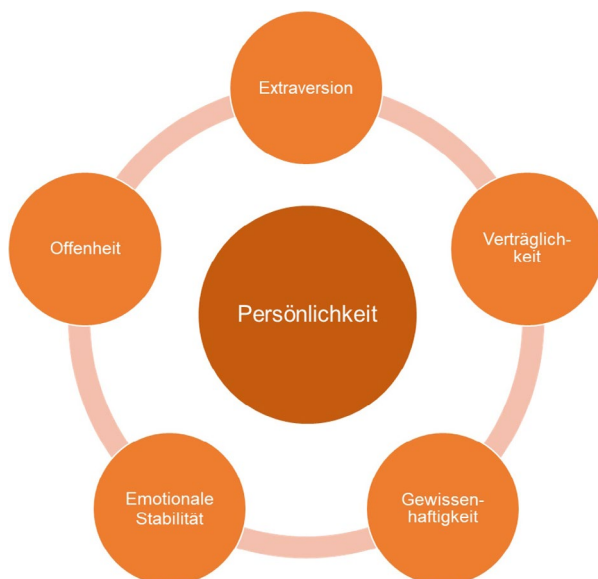 Extraversion
Offenheit
Verträglich-
keit
Persönlichkeit
Emotionale
Stabilität
Gewissen-
haftigkeit